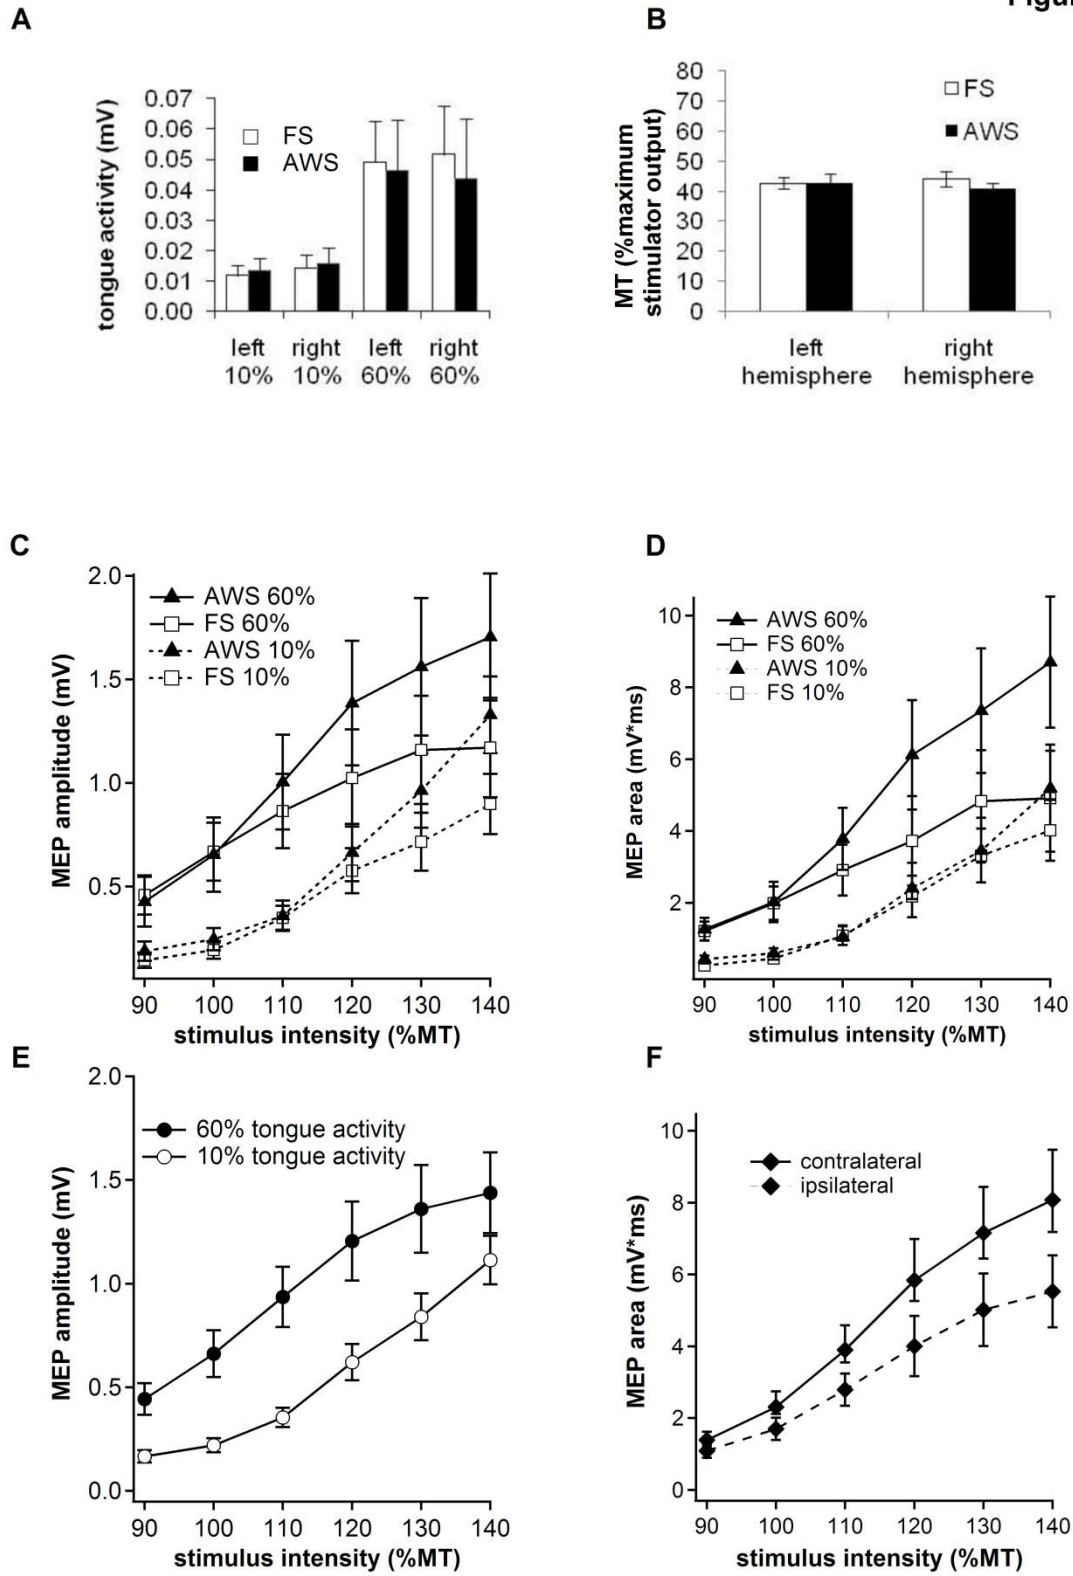 Figur
A
tongue activity (mV)
0.07
0.06
0.05
0.04
0.03
0.02
0.01
0.00
FS
AWS
left right left right
10% 10% 60% 60%
B
MT (%maximum
stimulator output)
80
70
60
50
40
30
20
10
0
FS
AWS
left right
hemisphere hemisphere
C
MEP amplitude (mV)
2.0
1.5
1.0
0.5
AWS 60%
FS 60%
AWS 10%
FS 10%
90 100 110 120 130 140
stimulus intensity (%MT)
D
MEP area (mV*ms)
10
8
6
4
2
AWS 60%
FS 60%
AWS 10%
FS 10%
90 100 110 120 130 140
stimulus intensity (%MT)
E
MEP amplitude (mV)
2.0
1.5
1.0
0.5
0.0
60% tongue activity
10% tongue activity
90 100 110 120 130 140
stimulus intensity (%MT)
F
MEP area (mV*ms)
10
8
6
4
2
0
contralateral
ipsilateral
90 100 110 120 130 140
stimulus intensity (%MT)